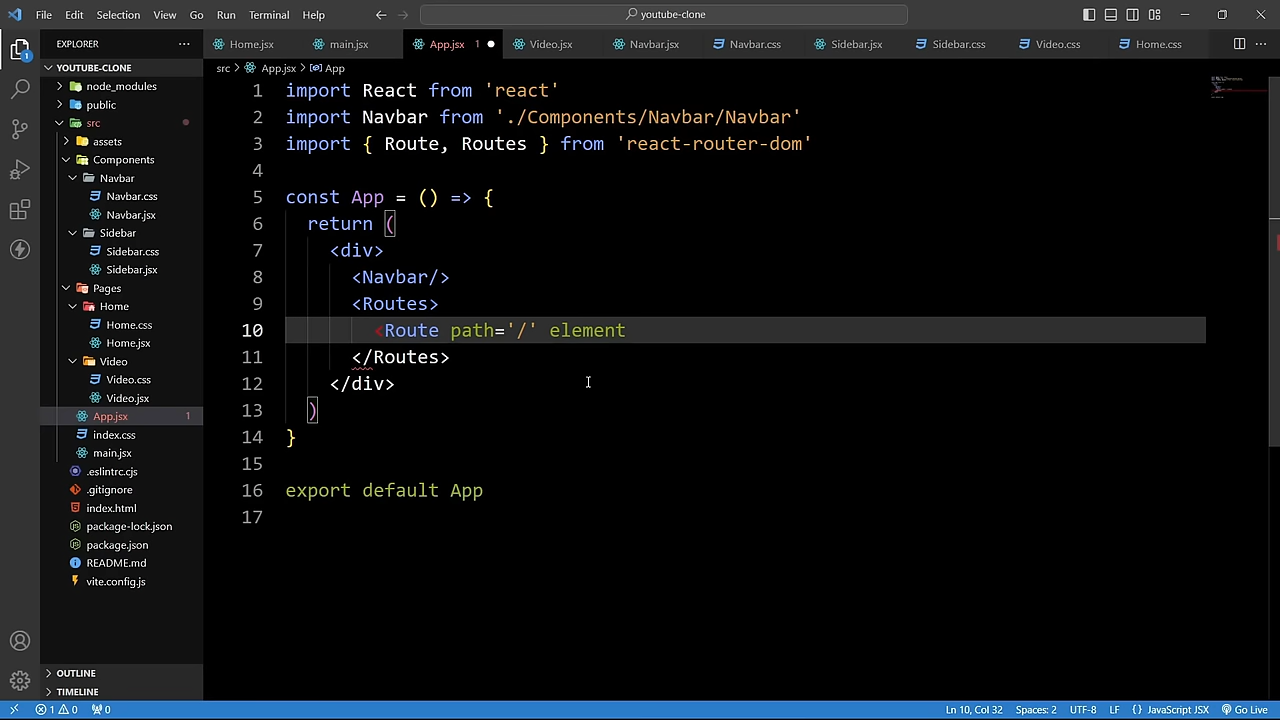 File Edit Selection View Go Run Terminal Help
youtube-clone
EXPLORER
Home.jsx main.jsx App.jsx 1 Video.jsx Navbar.jsx Navbar.css Sidebar.jsx Sidebar.css Video.css Home.css
src > App.jsx > App
YOUTUBE-CLONE
node_modules
public
src
assets
Components
Navbar
Navbar.css
Navbar.jsx
Sidebar
Sidebar.css
Sidebar.jsx
Pages
Home
Home.css
Home.jsx
Video
Video.css
Video.jsx
App.jsx 1
index.css
main.jsx
.eslintrc.cjs
.gitignore
index.html
package-lock.json
package.json
README.md
vite.config.js
OUTLINE
TIMELINE
1 import React from 'react'
2 import Navbar from './Components/Navbar/Navbar'
3 import { Route, Routes } from 'react-router-dom'
4
5 const App = () => {
6 return (
7 <div>
8 <Navbar/>
9 <Routes>
10 <Route path='/' element
11 </Routes>
12 </div>
13 )
14 }
15
16 export default App
17
1 0 0 Ln 10, Col 32 Spaces: 2 UTF-8 LF {} JavaScript JSX Go Live